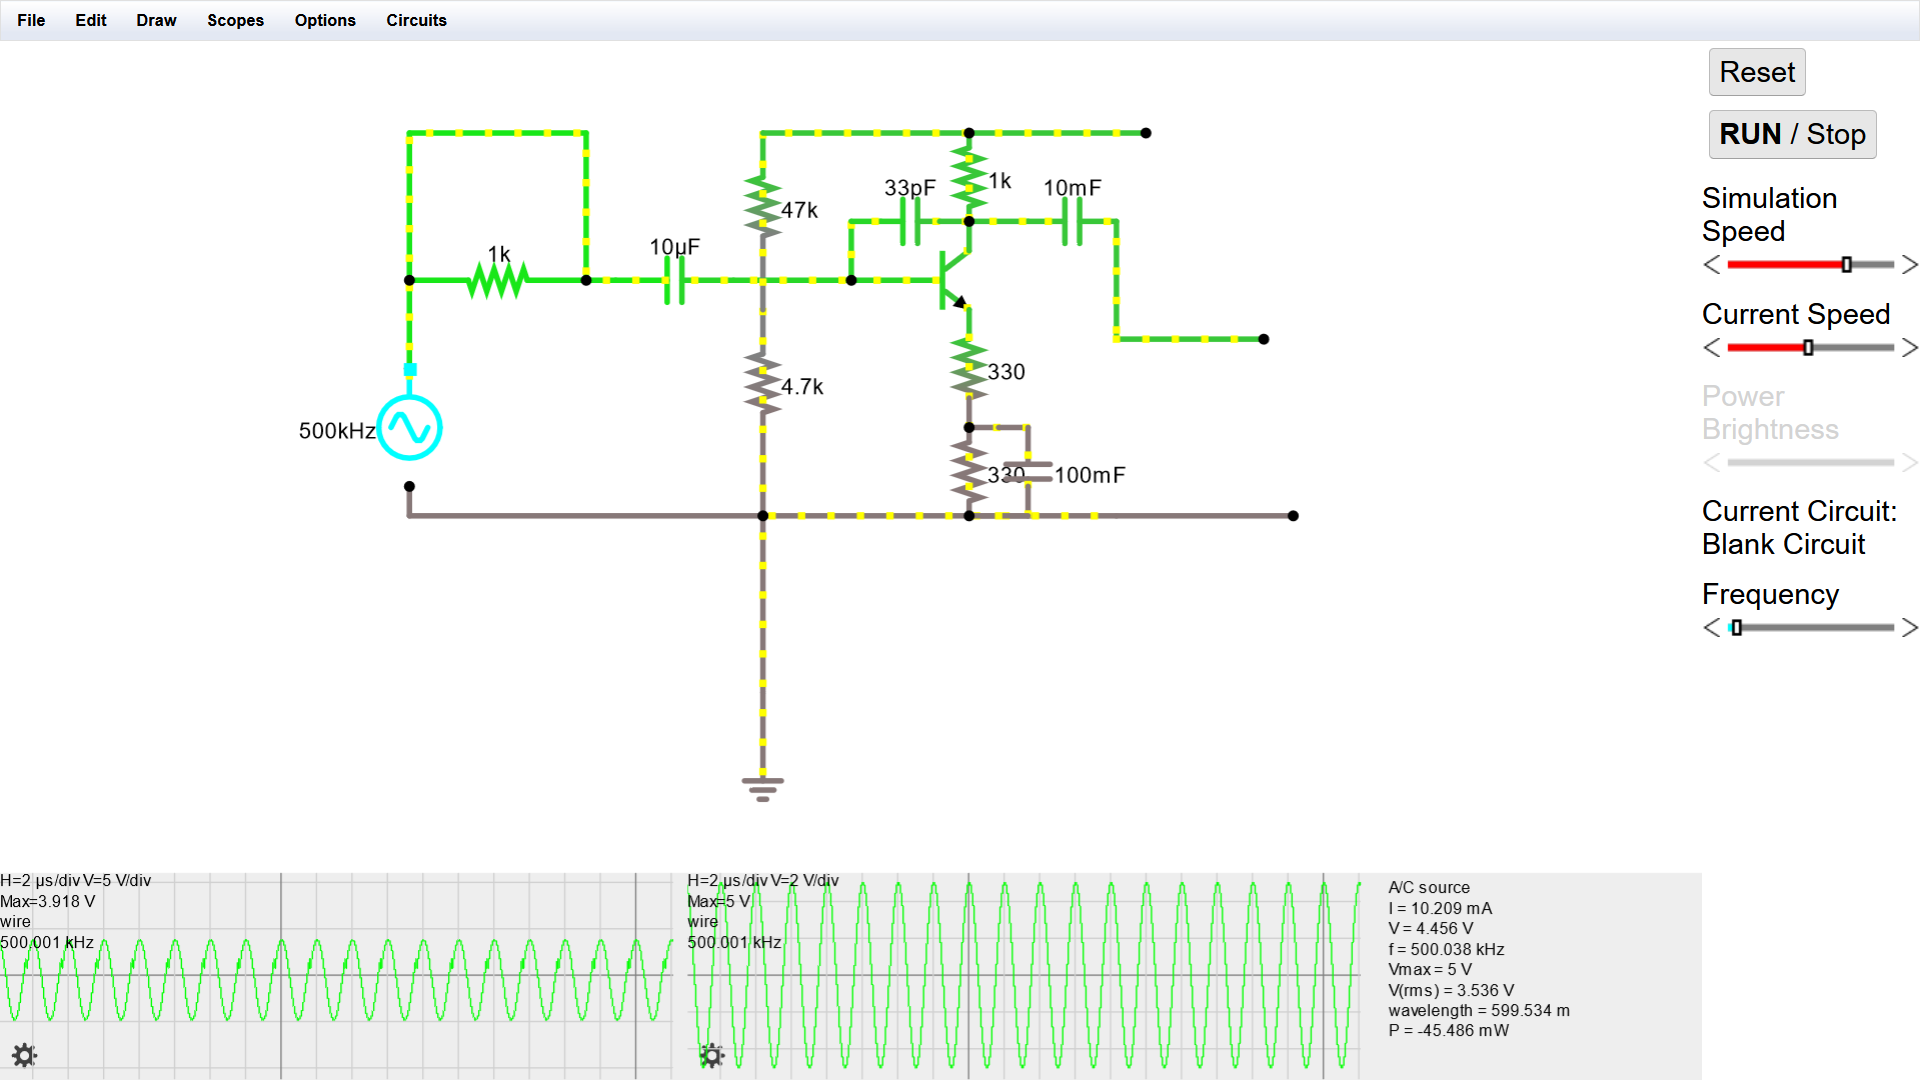 File Edit Draw Scopes Options Circuits
Reset
RUN / Stop
Simulation
Speed
Current Speed
Power
Brightness
Current Circuit:
Blank Circuit
Frequency
1k
10µF
47k
33pF
1k
10mF
4.7k
330
330
100mF
500kHz
H=2 µs/div V=5 V/div
Max=3.918 V
wire
500.001 kHz
H=2 µs/div V=2 V/div
Max=5 V
wire
500.001 kHz
A/C source
I = 10.209 mA
V = 4.456 V
f = 500.038 kHz
Vmax = 5 V
V(rms) = 3.536 V
wavelength = 599.534 m
P = -45.486 mW